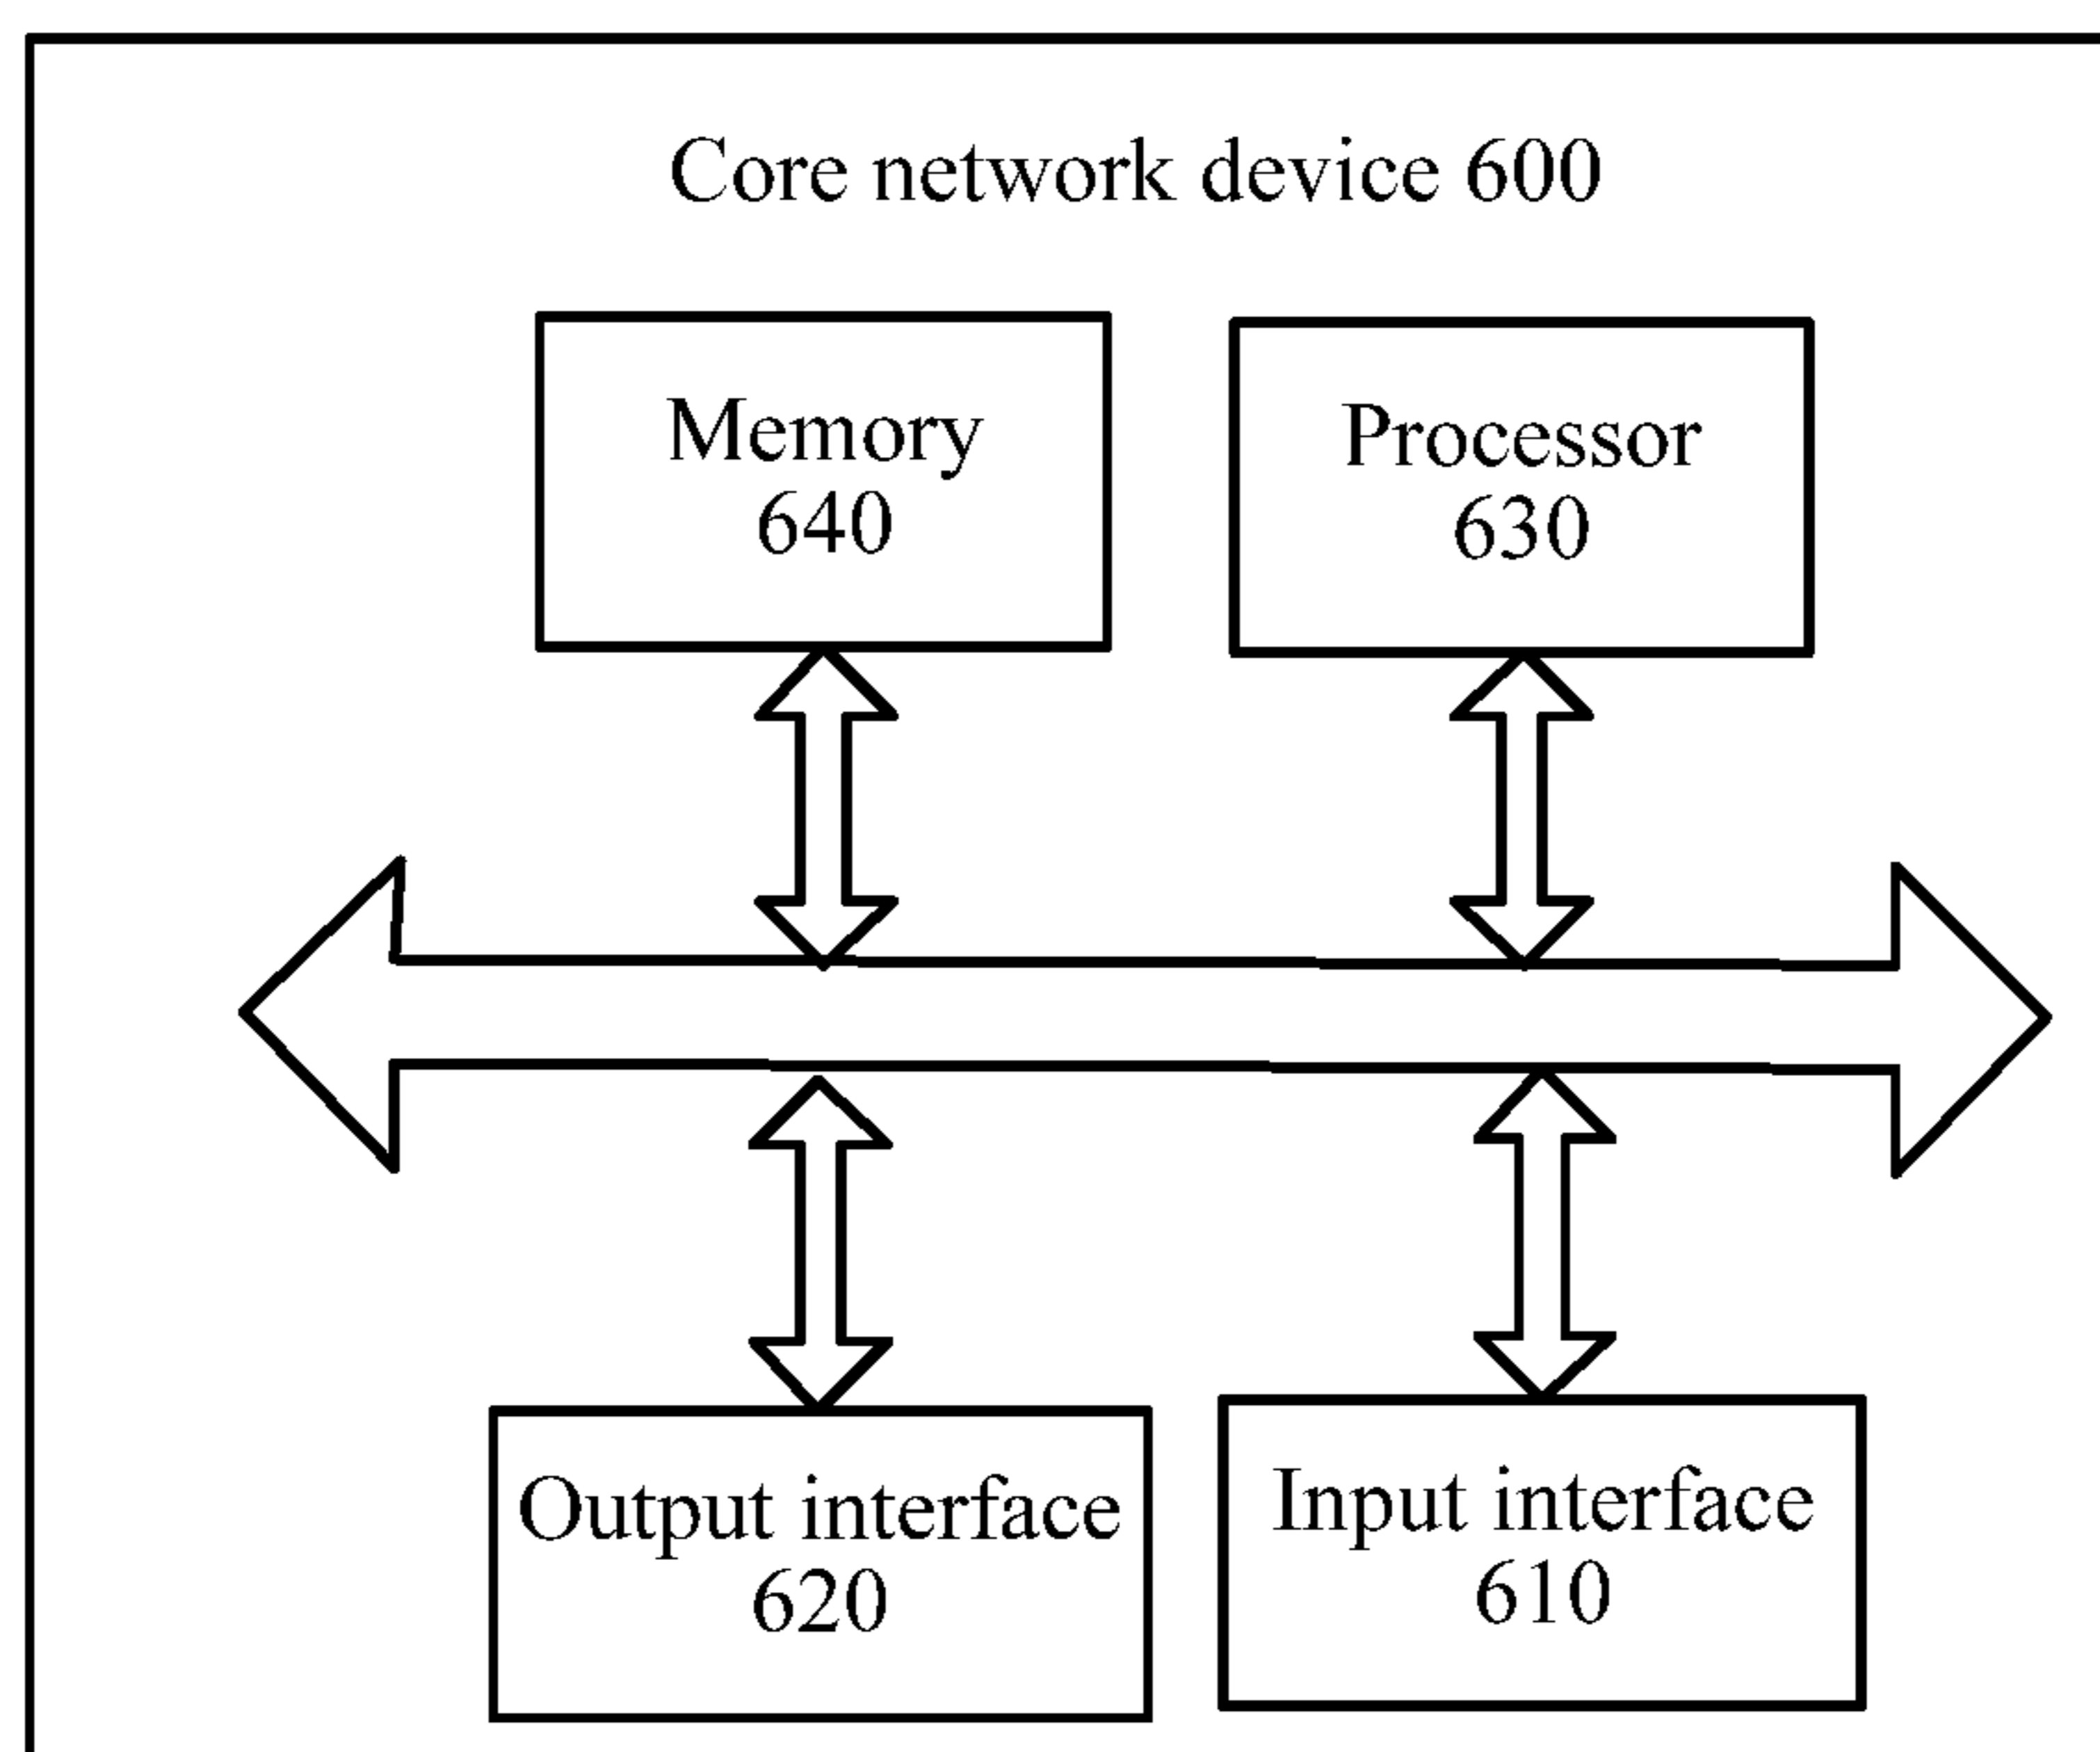 Core network device 600
Memory
640
Processor
630
Output interface
620
Input interface
610